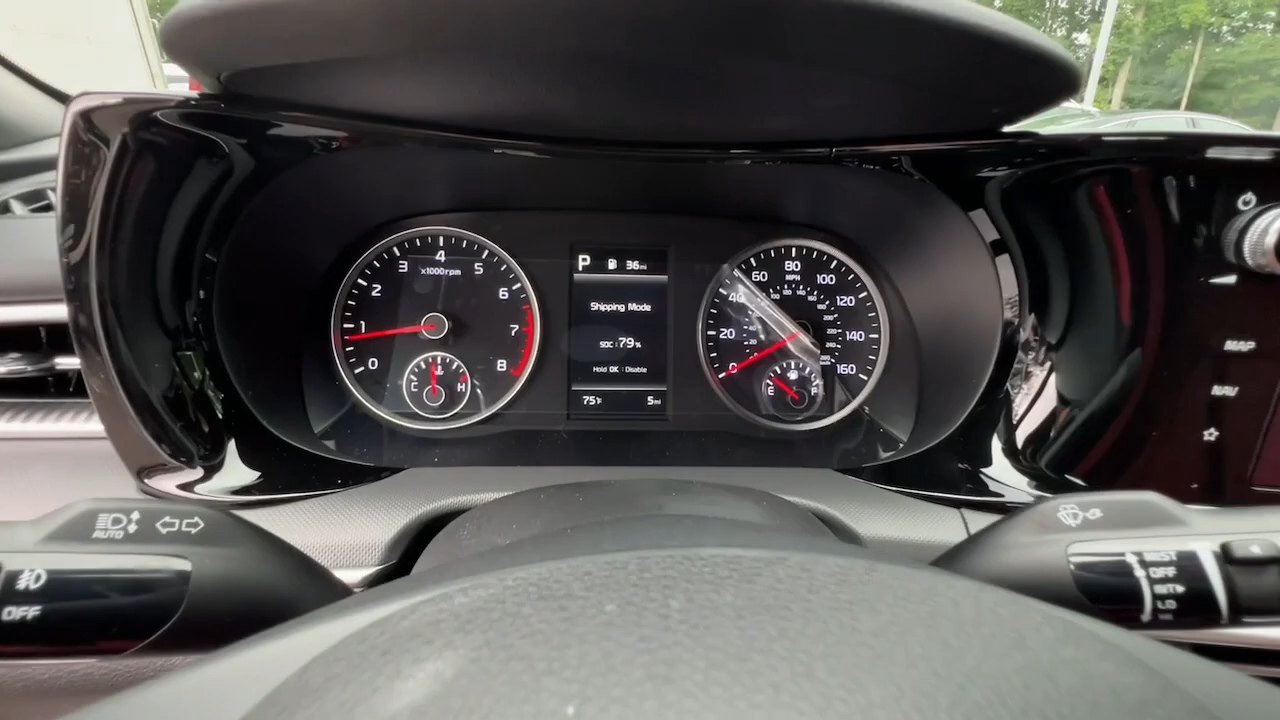 4
3 5
x1000rpm
2 6
1 7
0 8
C H
P 36mi
Shipping Mode
SOC : 79%
Hold OK : Disable
75°F 5mi
80
60 100
MPH
40 120
20 140
0 160
E F
MAP
NAV
AUTO
OFF
MIST
OFF
INT
LO